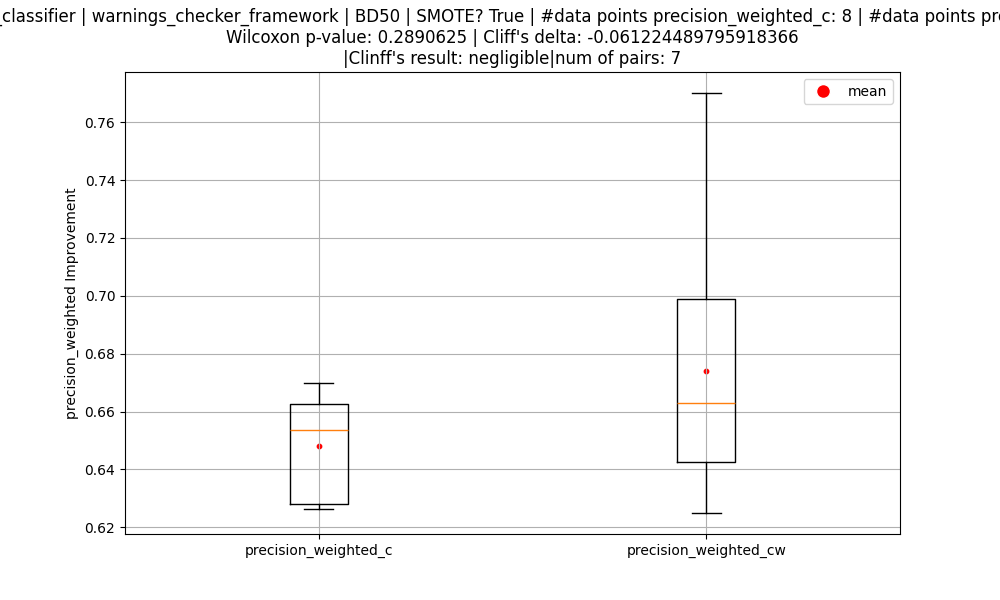 _classifier | warnings_checker_framework | BD50 | SMOTE? True | #data points precision_weighted_c: 8 | #data points
Wilcoxon p-value: 0.2890625 | Cliff's delta: -0.061224489795918366
|Clinff's result: negligible|num of pairs: 7
mean
0.76
0.74
0.72
0.70
0.68
0.66
0.64
0.62
precision_weighted Improvement
precision_weighted_c
precision_weighted_cw